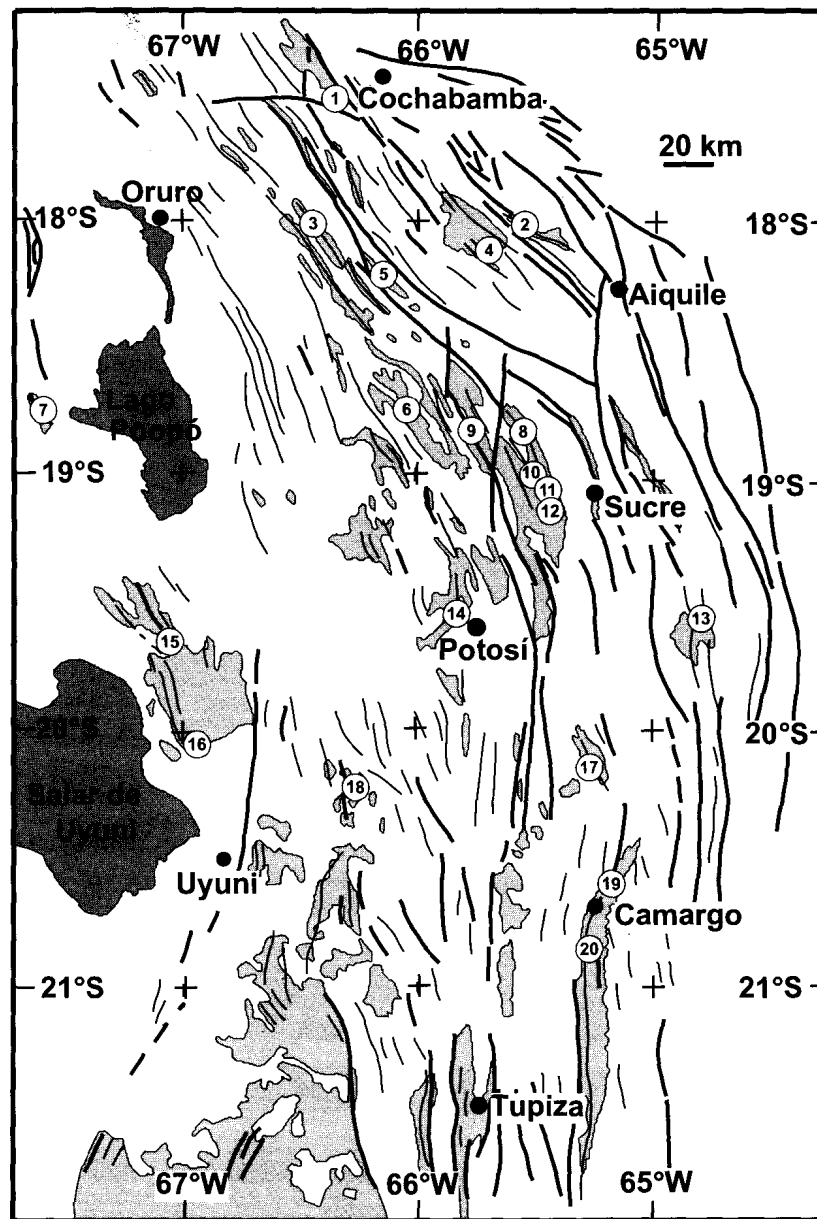 67°W 66°W 65°W
1
Cochabamba
20 km
Oruro
18°S 3 2 18°S
4
5
Aiquile
Lago
Poopó
7
6
9 8
19°S 10 19°S
11
12
Sucre
14 13
Potosí
15
20°S 16 20°S
17
Salar de
Uyuni
18
Uyuni
19
Camargo
20
21°S 21°S
Tupiza
67°W 66°W 65°W